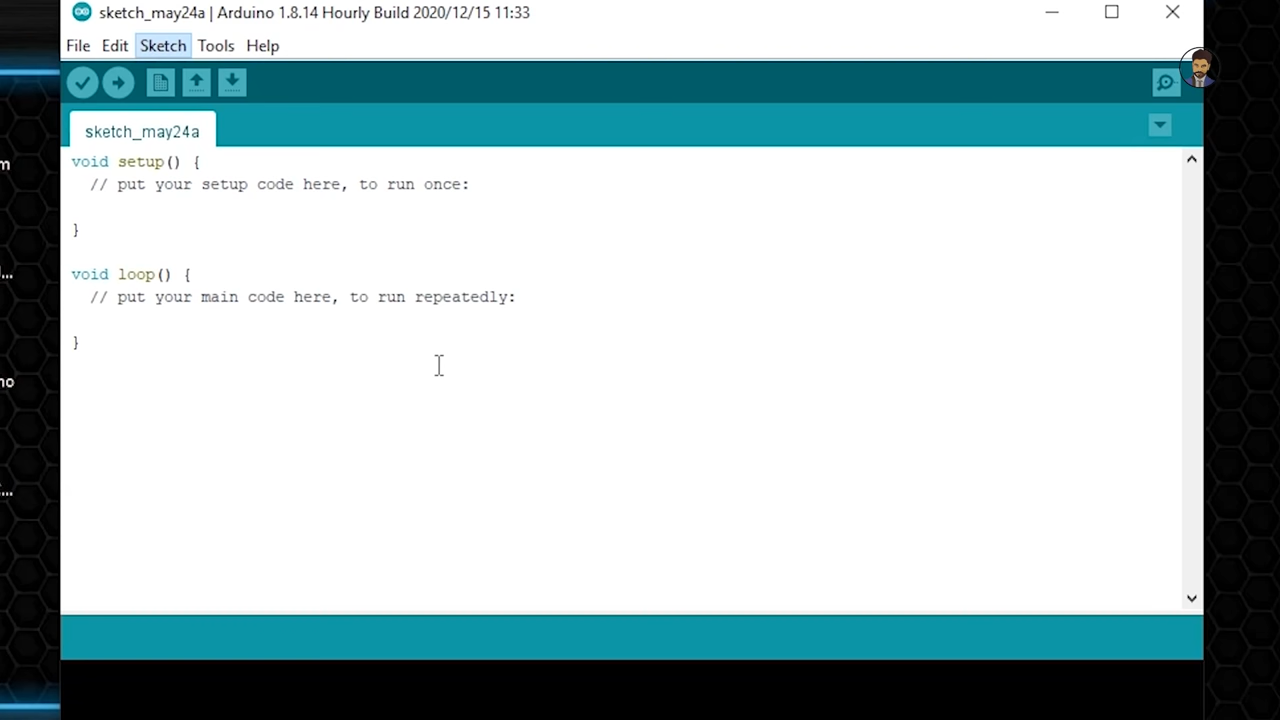 sketch_may24a | Arduino 1.8.14 Hourly Build 2020/12/15 11:33
File Edit Sketch Tools Help
sketch_may24a
void setup() {
// put your setup code here, to run once:
}
void loop() {
// put your main code here, to run repeatedly:
}